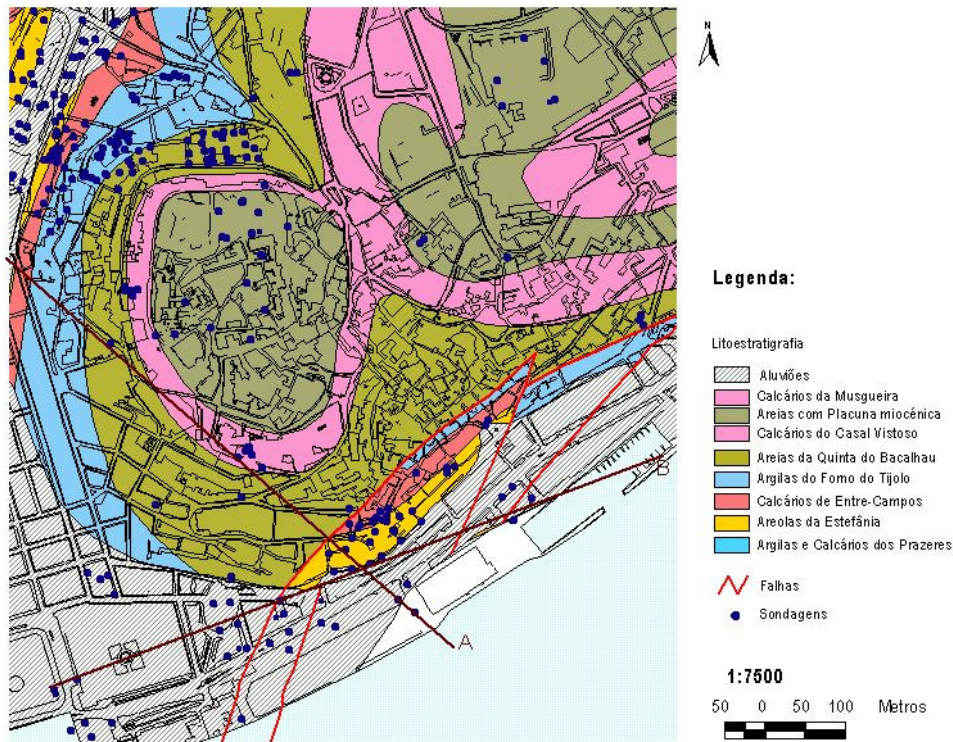 N
Legenda:
Litoestratigrafia
Aluviões
Calcários da Musgueira
Areias com Placuna miocénica
Calcários do Casal Vistoso
Areias da Quinta do Bacalhau
Argilas do Forno do Tijolo
Calcários de Entre-Campos
Areolas da Estefânia
Argilas e Calcários dos Prazeres
Falhas
Sondagens
1:7500
50 0 50 100 Metros
B
A